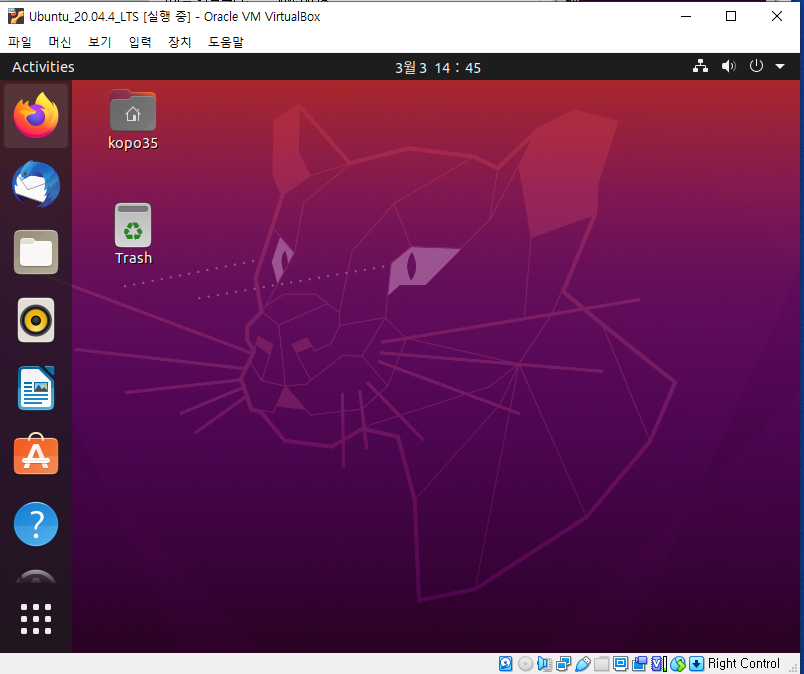 Ubuntu_20.04.4_LTS [실행 중] - Oracle VM VirtualBox
파일 머신 보기 입력 장치 도움말
Activities 3월 3 14 : 45
kopo35
Trash
Right Control